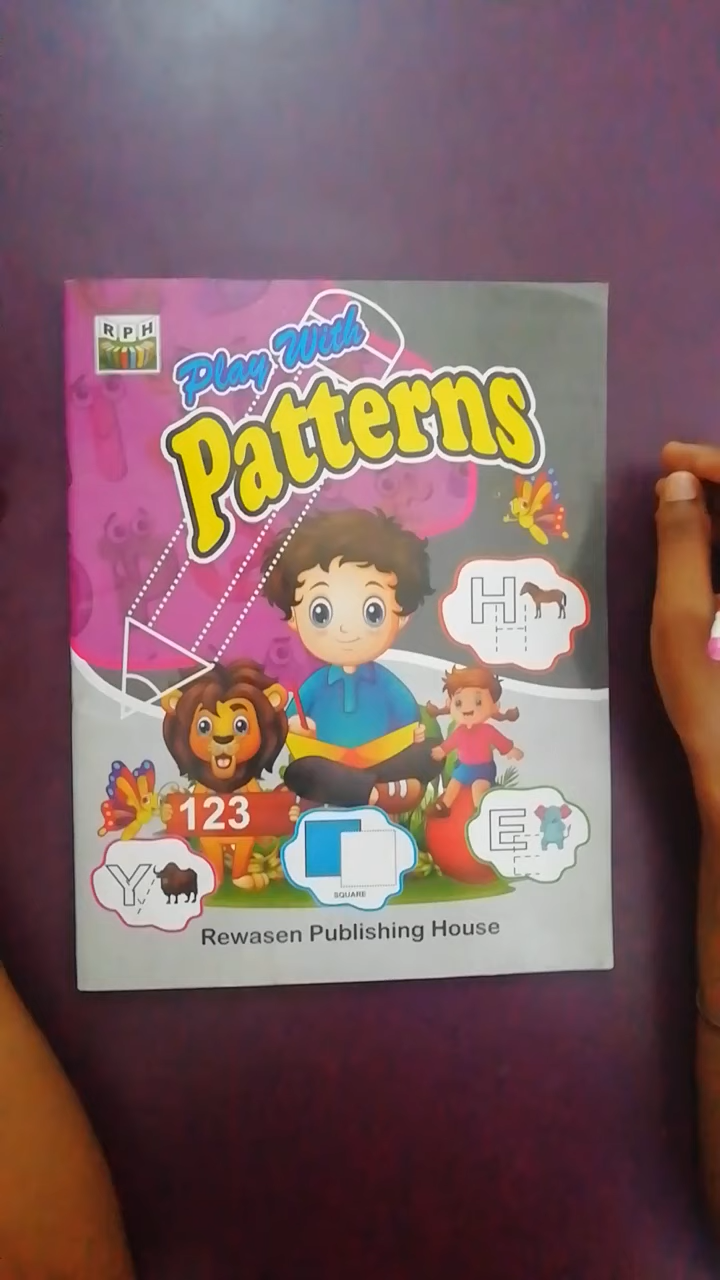 RPH
Play With
Patterns
H
123
E
Y
SQUARE
Rewasen Publishing House